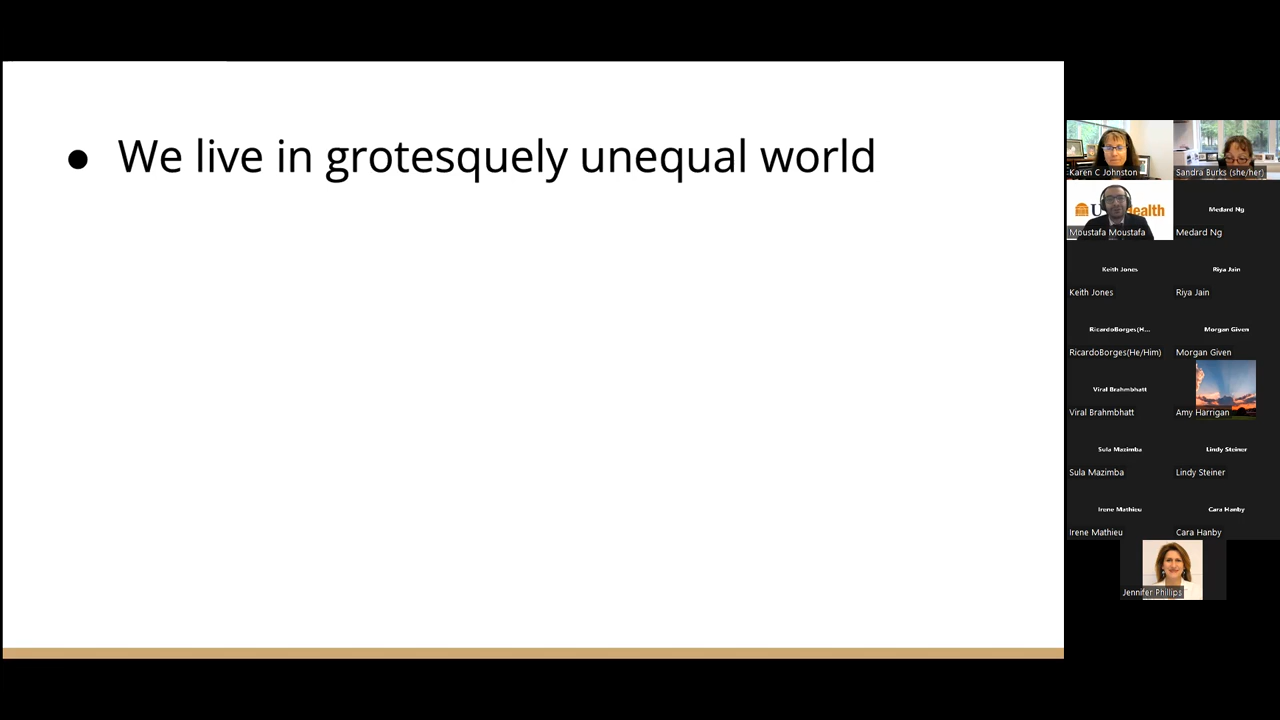 ● We live in grotesquely unequal world
Karen C Johnston
Sandra Burks (she/her)
Moustafa Moustafa
Medard Ng
Medard Ng
Keith Jones
Keith Jones
Riya Jain
Riya Jain
RicardoBorges(H...
RicardoBorges(He/Him)
Morgan Given
Morgan Given
Viral Brahmbhatt
Viral Brahmbhatt
Amy Harrigan
Sula Mazimba
Sula Mazimba
Lindy Steiner
Lindy Steiner
Irene Mathieu
Irene Mathieu
Cara Hanby
Cara Hanby
Jennifer Phillips